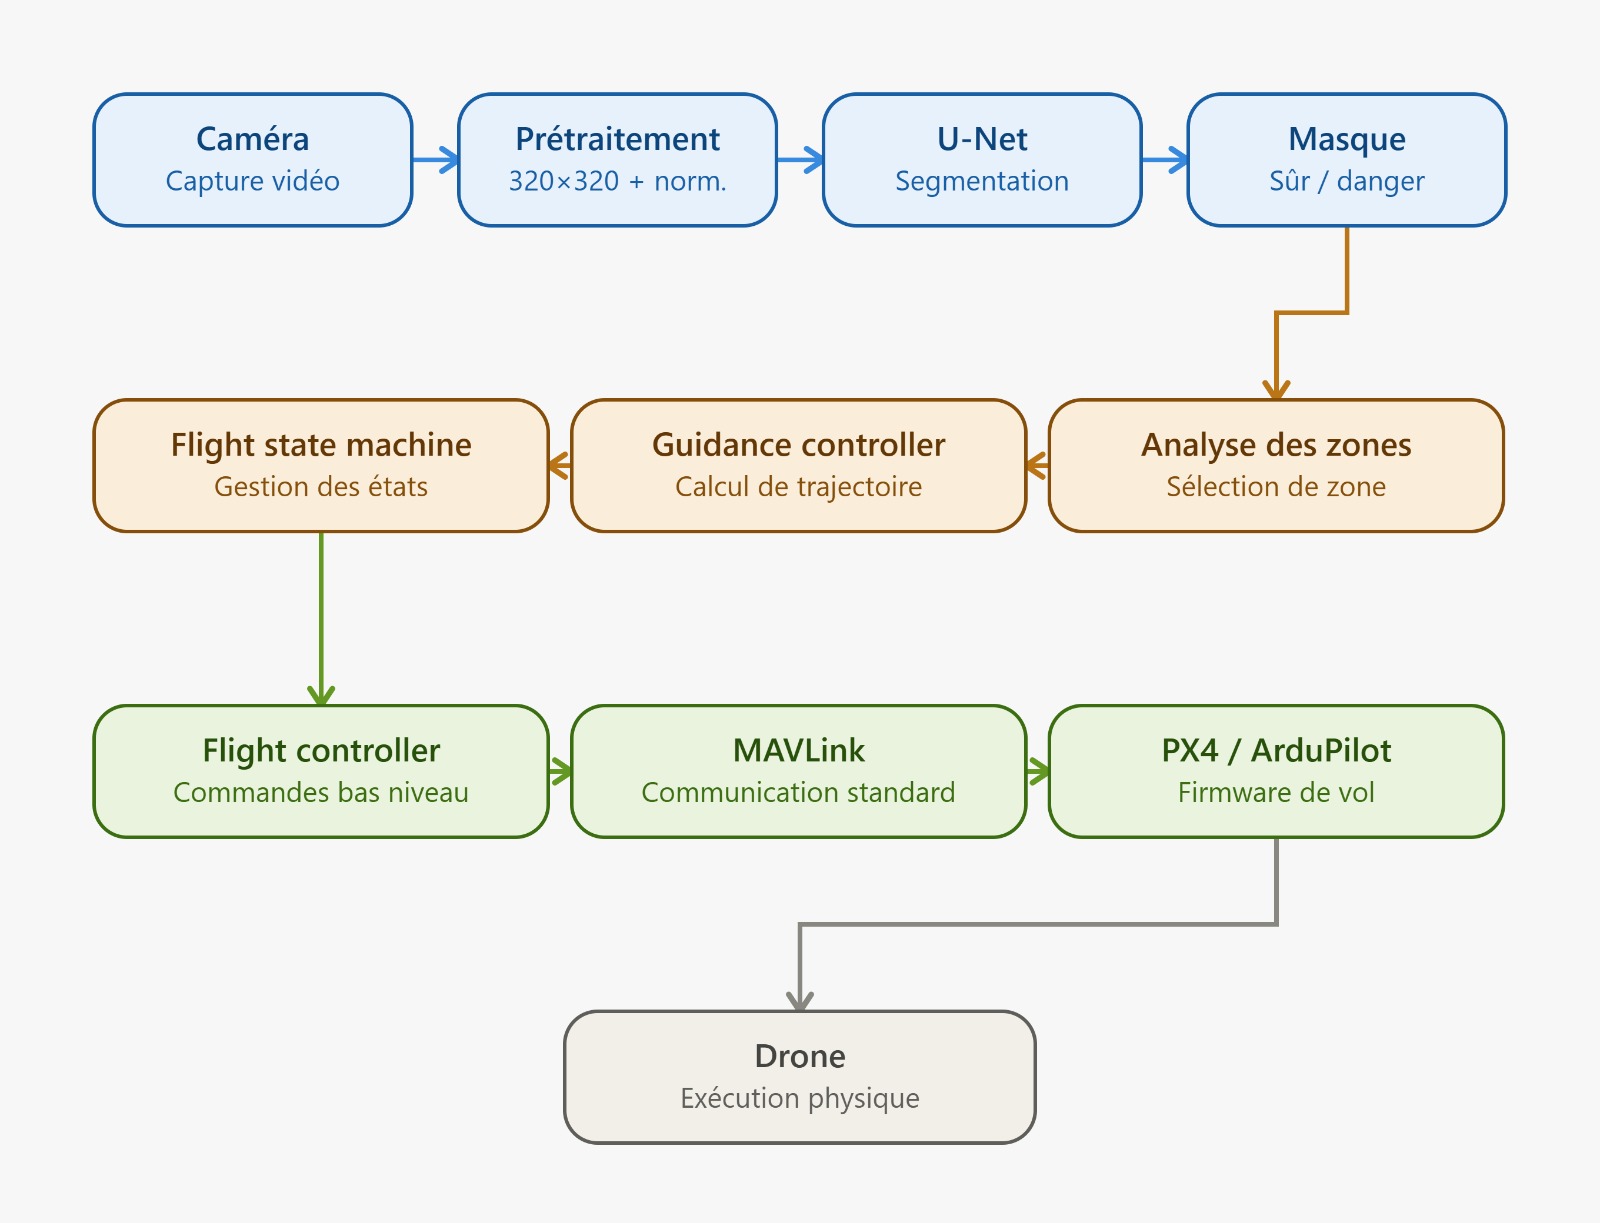 Caméra
Capture vidéo
Prétraitement
320×320 + norm.
U-Net
Segmentation
Masque
Sûr / danger
Flight state machine
Gestion des états
Guidance controller
Calcul de trajectoire
Analyse des zones
Sélection de zone
Flight controller
Commandes bas niveau
MAVLink
Communication standard
PX4 / ArduPilot
Firmware de vol
Drone
Exécution physique